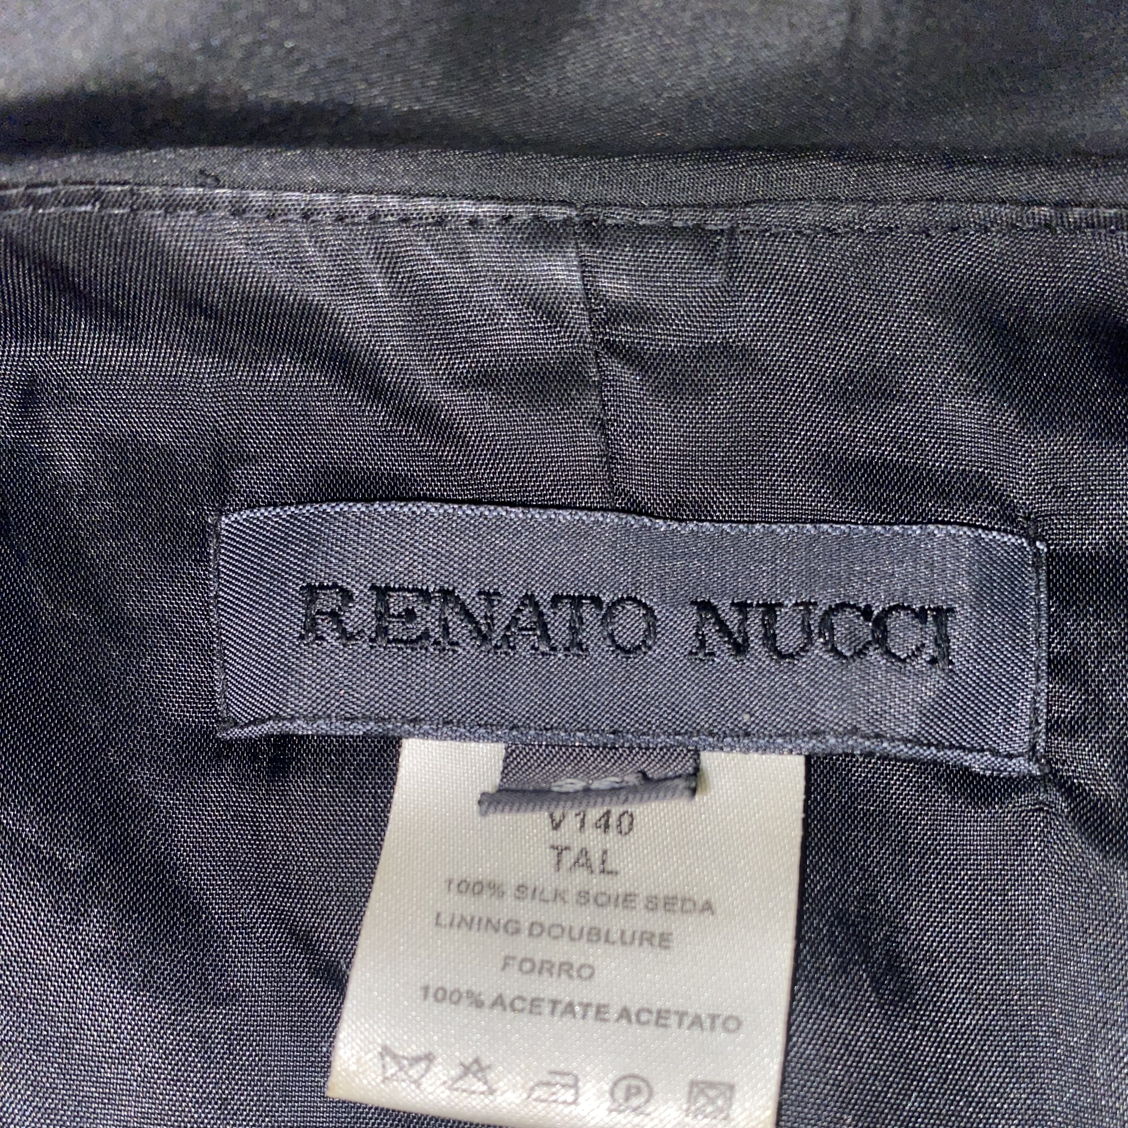 RENATO NUCCI
V140
TAL
100% SILK SOIE SEDA
LINING DOUBLURE
FORRO
100% ACETATE ACETATO
P